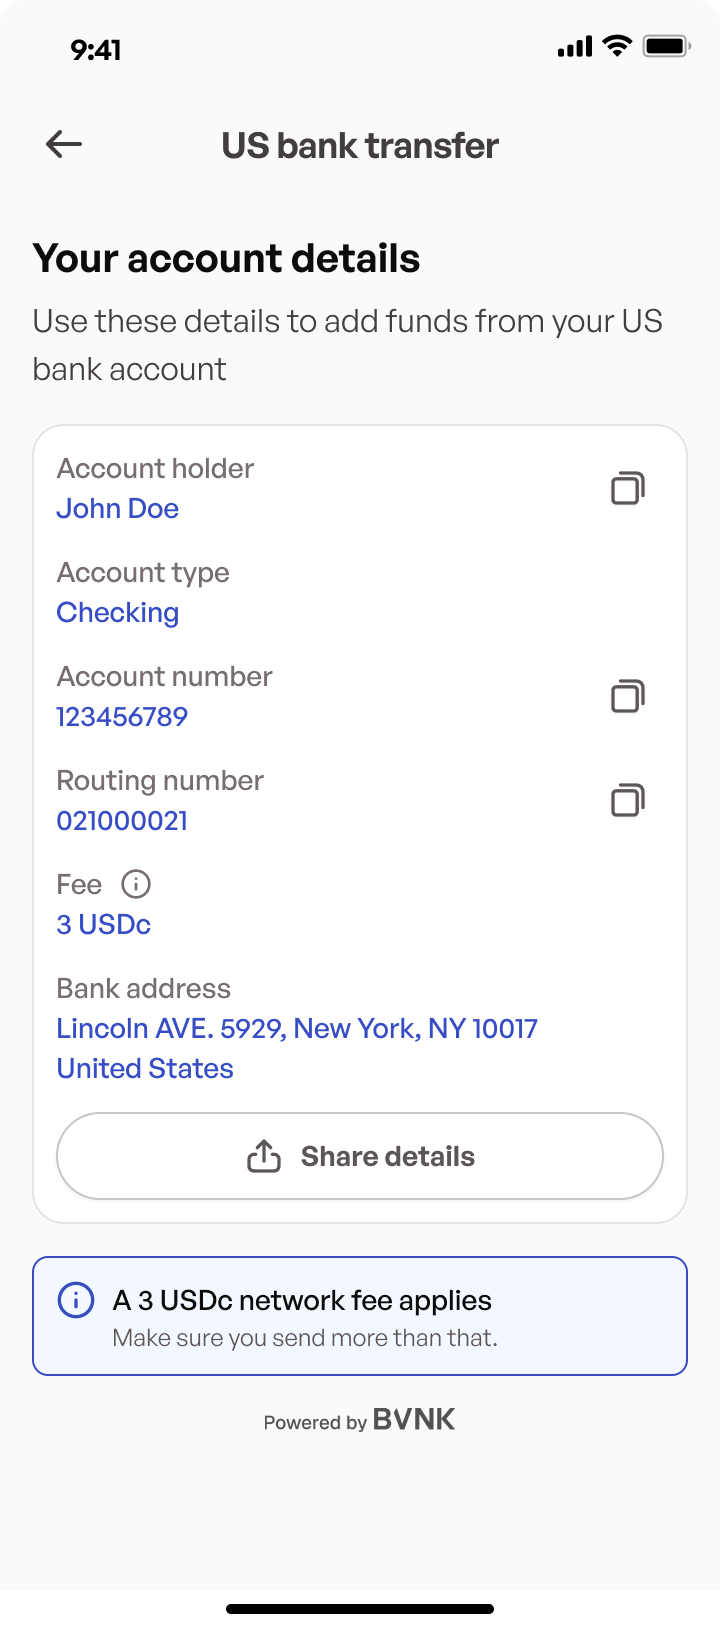 9:41
US bank transfer
Your account details
Use these details to add funds from your US
bank account
Account holder
John Doe
Account type
Checking
Account number
123456789
Routing number
021000021
Fee
3 USDc
Bank address
Lincoln AVE. 5929, New York, NY 10017
United States
Share details
A 3 USDc network fee applies
Make sure you send more than that.
Powered by BVNK